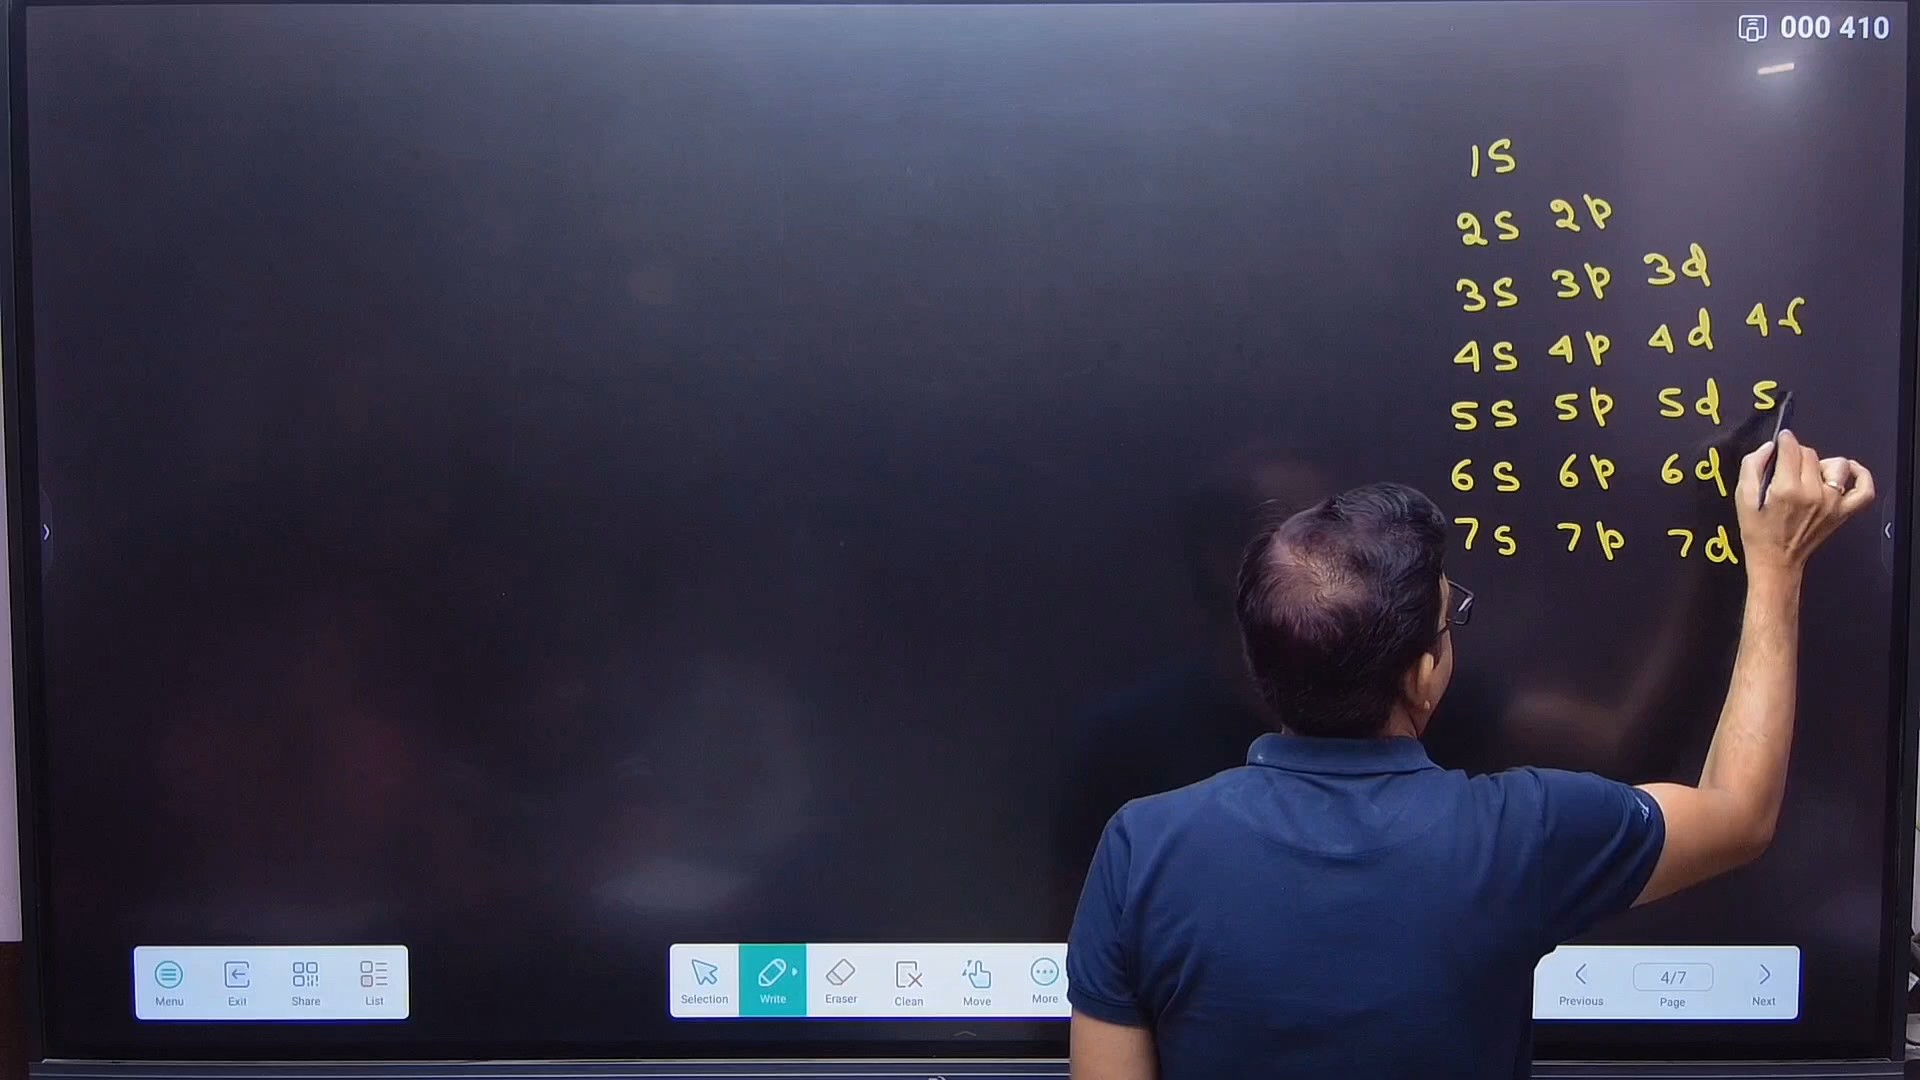 000 410
1s
2s 2p
3s 3p 3d
4s 4p 4d 4f
5s 5p 5d 5
6s 6p 6d
7s 7p 7d
Menu Exit Share List
Selection Write Eraser Clean Move More
Previous 4/7 Page Next